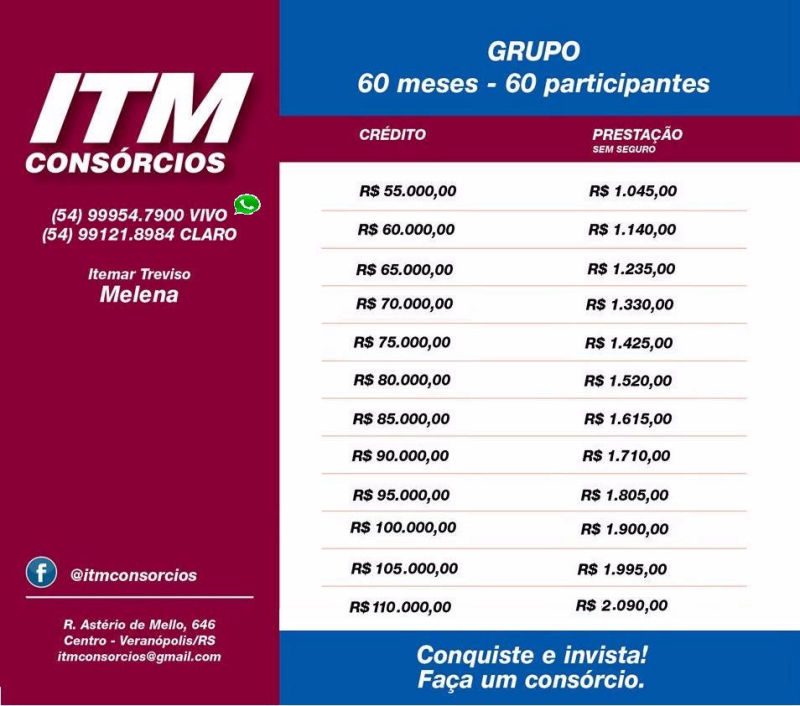 ITM
CONSÓRCIOS
(54) 99954.7900 VIVO
(54) 99121.8984 CLARO
Itemar Treviso
Melena
@itmconsorcios
R. Astério de Mello, 646
Centro - Veranópolis/RS
itmconsorcios@gmail.com
GRUPO
60 meses - 60 participantes
CRÉDITO PRESTAÇÃO
SEM SEGURO
R$ 55.000,00 R$ 1.045,00
R$ 60.000,00 R$ 1.140,00
R$ 65.000,00 R$ 1.235,00
R$ 70.000,00 R$ 1.330,00
R$ 75.000,00 R$ 1.425,00
R$ 80.000,00 R$ 1.520,00
R$ 85.000,00 R$ 1.615,00
R$ 90.000,00 R$ 1.710,00
R$ 95.000,00 R$ 1.805,00
R$ 100.000,00 R$ 1.900,00
R$ 105.000,00 R$ 1.995,00
R$ 110.000,00 R$ 2.090,00
Conquiste e invista!
Faça um consórcio.